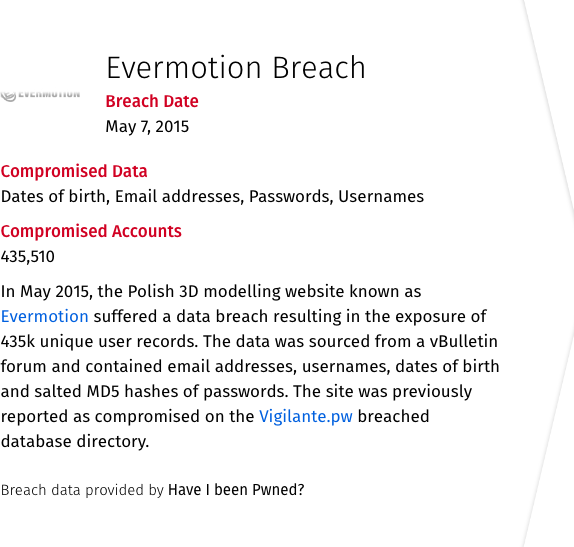 Evermotion Breach
EVERMOTION
Breach Date
May 7, 2015
Compromised Data
Dates of birth, Email addresses, Passwords, Usernames
Compromised Accounts
435,510
In May 2015, the Polish 3D modelling website known as
Evermotion suffered a data breach resulting in the exposure of
435k unique user records. The data was sourced from a vBulletin
forum and contained email addresses, usernames, dates of birth
and salted MD5 hashes of passwords. The site was previously
reported as compromised on the Vigilante.pw breached
database directory.
Breach data provided by Have I been Pwned?